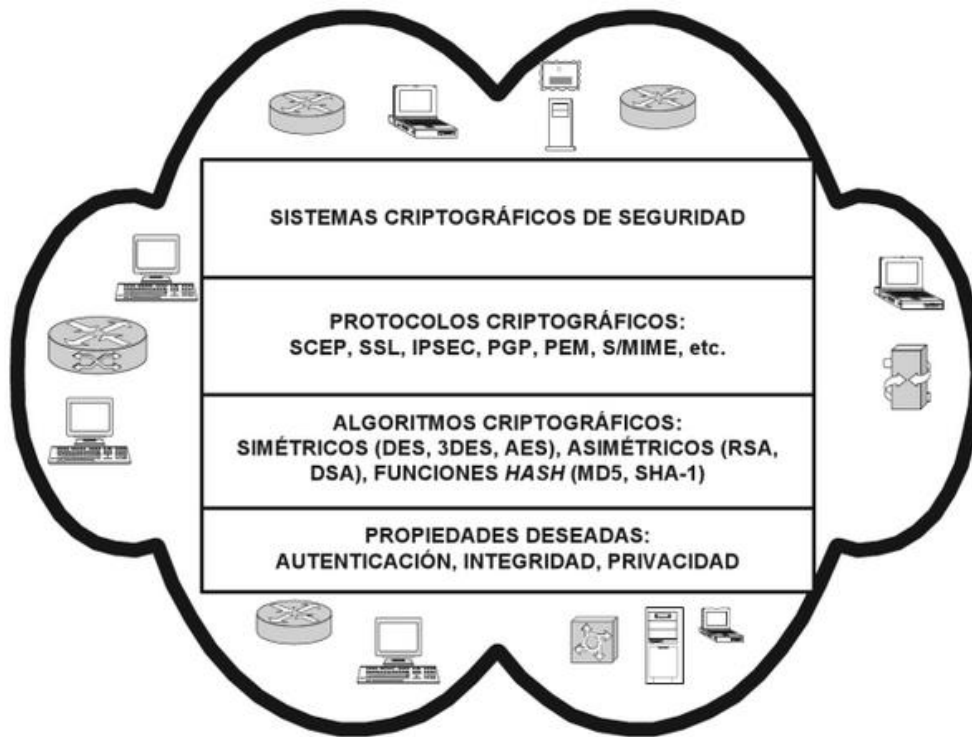 SISTEMAS CRIPTOGRÁFICOS DE SEGURIDAD
PROTOCOLOS CRIPTOGRÁFICOS:
SCEP, SSL, IPSEC, PGP, PEM, S/MIME, etc.
ALGORITMOS CRIPTOGRÁFICOS:
SIMÉTRICOS (DES, 3DES, AES), ASIMÉTRICOS (RSA,
DSA), FUNCIONES HASH (MD5, SHA-1)
PROPIEDADES DESEADAS:
AUTENTICACIÓN, INTEGRIDAD, PRIVACIDAD